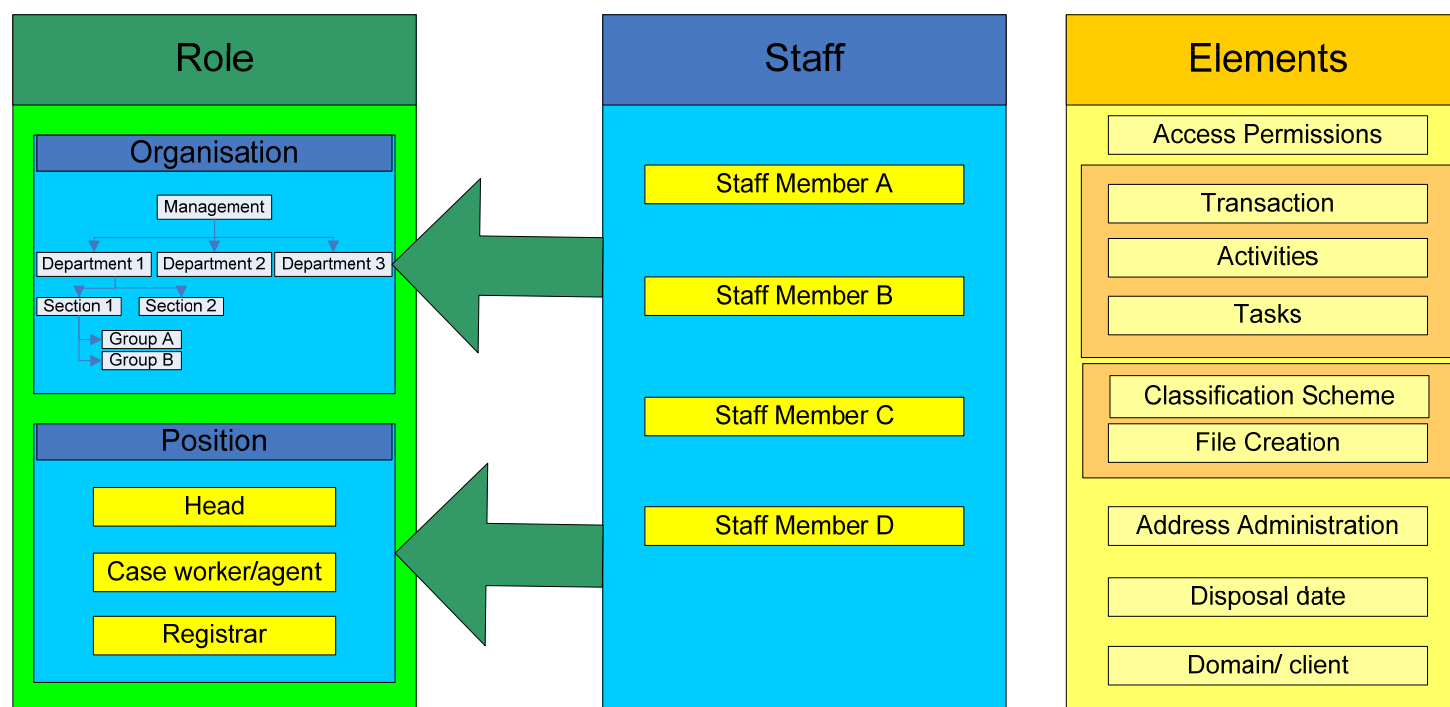 Role
Organisation
Management
Department 1
Department 2
Department 3
Section 1
Section 2
Group A
Group B
Position
Head
Case worker/agent
Registrar
Staff
Staff Member A
Staff Member B
Staff Member C
Staff Member D
Elements
Access Permissions
Transaction
Activities
Tasks
Classification Scheme
File Creation
Address Administration
Disposal date
Domain/ client